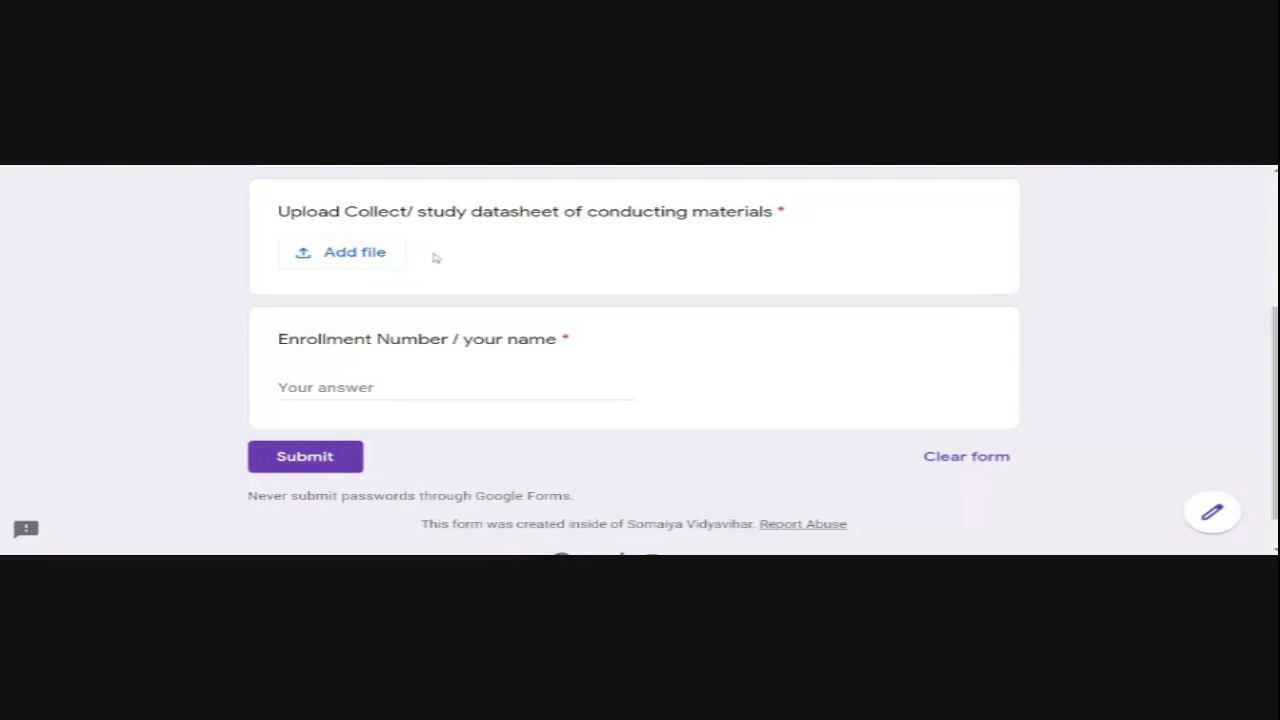 Upload Collect/ study datasheet of conducting materials *
Add file
Enrollment Number / your name *
Your answer
Submit
Clear form
Never submit passwords through Google Forms.
This form was created inside of Somaiya Vidyavihar. Report Abuse